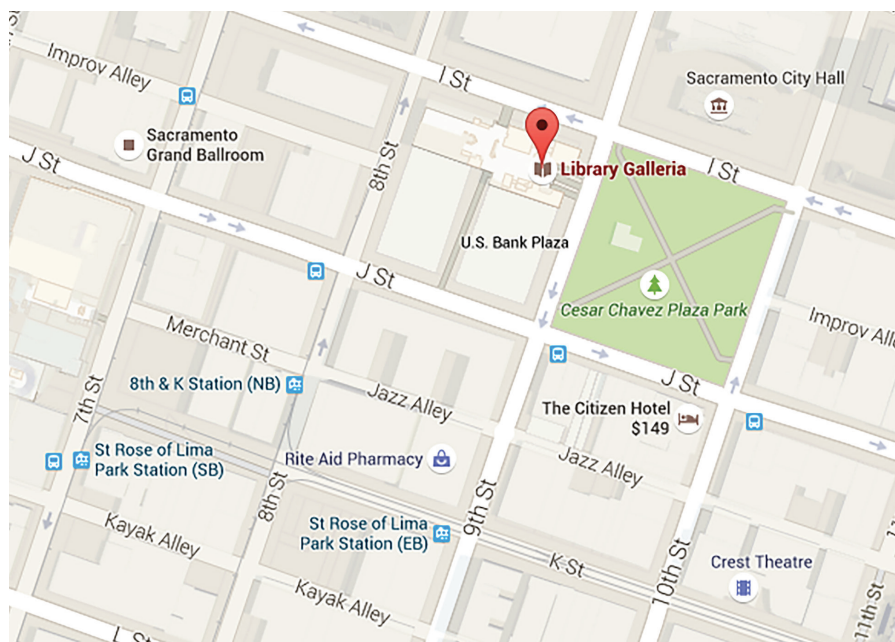 I St
Improv Alley
Sacramento City Hall
Sacramento
Grand Ballroom
J St
8th St
Library Galleria
I St
U.S. Bank Plaza
J St
Cesar Chavez Plaza Park
Improv Alle
Merchant St
8th & K Station (NB)
Jazz Alley
J St
The Citizen Hotel
$149
7th St
St Rose of Lima
Park Station (SB)
Rite Aid Pharmacy
Jazz Alley
8th St
9th St
Kayak Alley
St Rose of Lima
Park Station (EB)
K St
10th St
Crest Theatre
Kayak Alley
11th St
L St